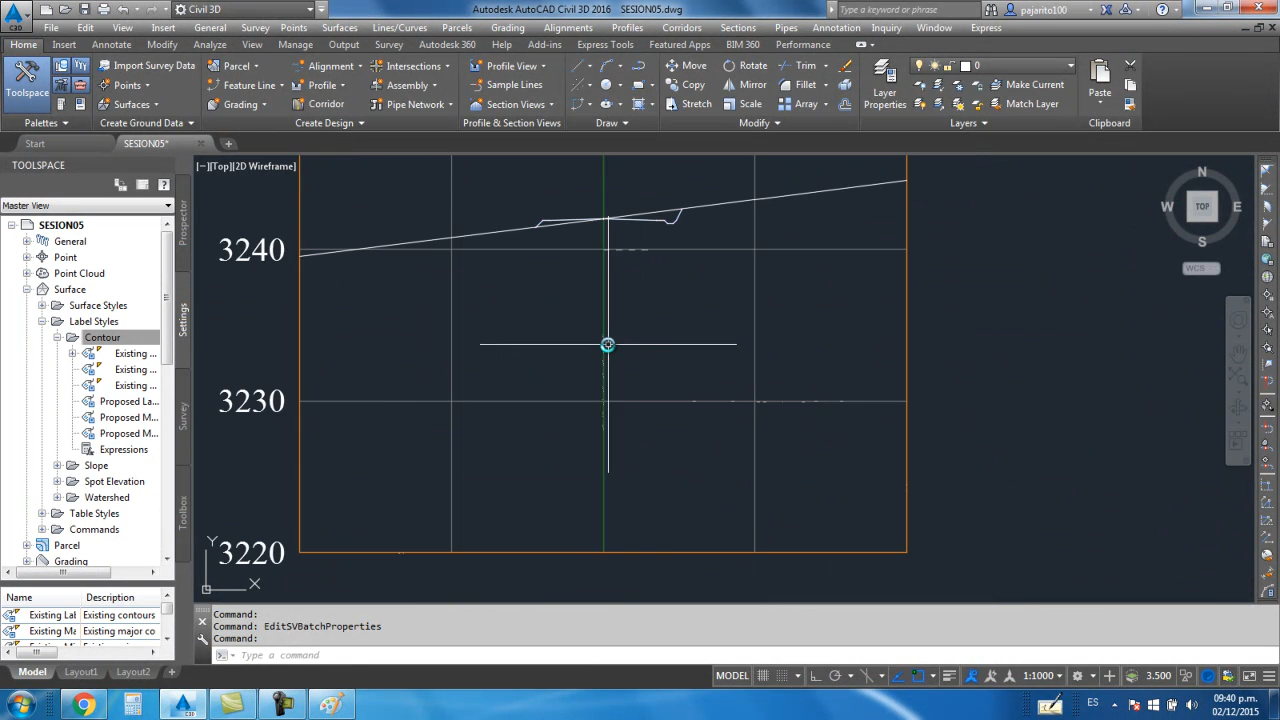 Civil 3D
Autodesk AutoCAD Civil 3D 2016 SESION05.dwg
Type a keyword or phrase
pajarito100
File Edit View Insert General Survey Points Surfaces Lines/Curves Parcels Grading Alignments Profiles Corridors Sections Pipes Annotation Inquiry Window Express
Home Insert Annotate Modify Analyze View Manage Output Survey Autodesk 360 Help Add-ins Express Tools Featured Apps BIM 360 Performance
Toolspace
Import Survey Data
Points
Surfaces
Parcel
Feature Line
Grading
Alignment
Profile
Corridor
Intersections
Assembly
Pipe Network
Profile View
Sample Lines
Section Views
Move
Copy
Stretch
Rotate
Mirror
Scale
Trim
Fillet
Array
Layer
Properties
0
Make Current
Match Layer
Paste
Palettes
Create Ground Data
Create Design
Profile & Section Views
Draw
Modify
Layers
Clipboard
Start
SESION05*
TOOLSPACE
Master View
SESION05
General
Point
Point Cloud
Surface
Surface Styles
Label Styles
Contour
Existing ...
Existing ...
Existing ...
Proposed La...
Proposed M...
Proposed M...
Expressions
Slope
Spot Elevation
Watershed
Table Styles
Commands
Parcel
Grading
Prospector
Settings
Survey
Toolbox
Name Description
Existing Lal Existing contours
Existing Ma Existing major co
[−][Top][2D Wireframe]
N
W TOP E
S
WCS
3240
3230
3220
Y
X
Command:
Command: EditSVBatchProperties
Command:
Type a command
Model Layout1 Layout2
MODEL
1:1000
3.500
ES
09:40 p.m.
02/12/2015